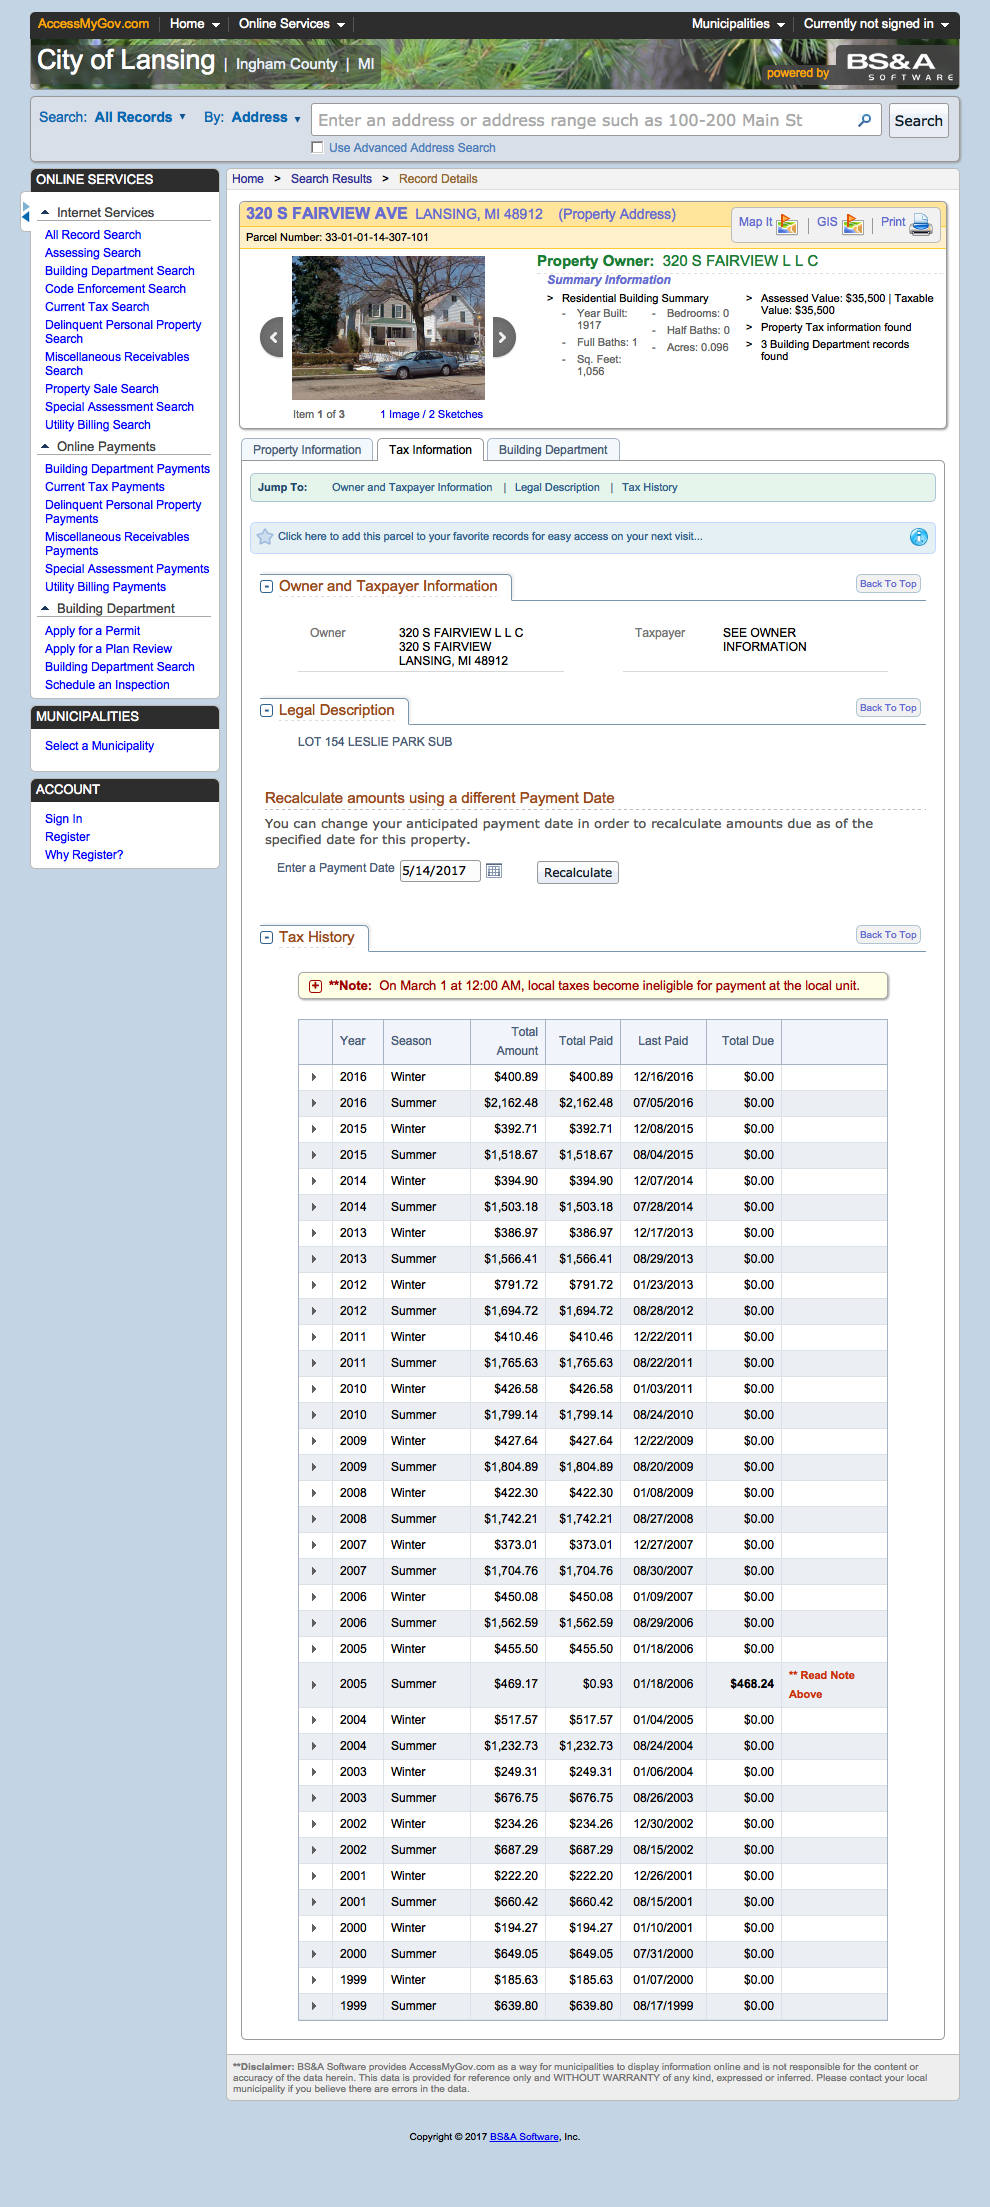 AccessMyGov.com Home Online Services Municipalities Currently not signed in
City of Lansing | Ingham County | MI
powered by BS&A SOFTWARE
Search: All Records By: Address Enter an address or address range such as 100-200 Main St Search
Use Advanced Address Search
ONLINE SERVICES
Internet Services
All Record Search
Assessing Search
Building Department Search
Code Enforcement Search
Current Tax Search
Delinquent Personal Property
Search
Miscellaneous Receivables
Search
Property Sale Search
Special Assessment Search
Utility Billing Search
Online Payments
Building Department Payments
Current Tax Payments
Delinquent Personal Property
Payments
Miscellaneous Receivables
Payments
Special Assessment Payments
Utility Billing Payments
Building Department
Apply for a Permit
Apply for a Plan Review
Building Department Search
Schedule an Inspection
MUNICIPALITIES
Select a Municipality
ACCOUNT
Sign In
Register
Why Register?
Home > Search Results > Record Details
320 S FAIRVIEW AVE LANSING, MI 48912 (Property Address)
Map It | GIS | Print
Parcel Number: 33-01-01-14-307-101
Item 1 of 3 1 Image / 2 Sketches
Property Owner: 320 S FAIRVIEW L L C
Summary Information
> Residential Building Summary
- Year Built:
1917
- Full Baths: 1
- Sq. Feet:
1,056
- Bedrooms: 0
- Half Baths: 0
- Acres: 0.096
> Assessed Value: $35,500 | Taxable
Value: $35,500
> Property Tax information found
> 3 Building Department records
found
Property Information Tax Information Building Department
Jump To: Owner and Taxpayer Information | Legal Description | Tax History
Click here to add this parcel to your favorite records for easy access on your next visit...
Owner and Taxpayer Information Back To Top
Owner 320 S FAIRVIEW L L C
320 S FAIRVIEW
LANSING, MI 48912
Taxpayer SEE OWNER
INFORMATION
Legal Description Back To Top
LOT 154 LESLIE PARK SUB
Recalculate amounts using a different Payment Date
You can change your anticipated payment date in order to recalculate amounts due as of the
specified date for this property.
Enter a Payment Date 5/14/2017 Recalculate
Tax History Back To Top
**Note: On March 1 at 12:00 AM, local taxes become ineligible for payment at the local unit.
Year Season Total Amount Total Paid Last Paid Total Due
2016 Winter $400.89 $400.89 12/16/2016 $0.00
2016 Summer $2,162.48 $2,162.48 07/05/2016 $0.00
2015 Winter $392.71 $392.71 12/08/2015 $0.00
2015 Summer $1,518.67 $1,518.67 08/04/2015 $0.00
2014 Winter $394.90 $394.90 12/07/2014 $0.00
2014 Summer $1,503.18 $1,503.18 07/28/2014 $0.00
2013 Winter $386.97 $386.97 12/17/2013 $0.00
2013 Summer $1,566.41 $1,566.41 08/29/2013 $0.00
2012 Winter $791.72 $791.72 01/23/2013 $0.00
2012 Summer $1,694.72 $1,694.72 08/28/2012 $0.00
2011 Winter $410.46 $410.46 12/22/2011 $0.00
2011 Summer $1,765.63 $1,765.63 08/22/2011 $0.00
2010 Winter $426.58 $426.58 01/03/2011 $0.00
2010 Summer $1,799.14 $1,799.14 08/24/2010 $0.00
2009 Winter $427.64 $427.64 12/22/2009 $0.00
2009 Summer $1,804.89 $1,804.89 08/20/2009 $0.00
2008 Winter $422.30 $422.30 01/08/2009 $0.00
2008 Summer $1,742.21 $1,742.21 08/27/2008 $0.00
2007 Winter $373.01 $373.01 12/27/2007 $0.00
2007 Summer $1,704.76 $1,704.76 08/30/2007 $0.00
2006 Winter $450.08 $450.08 01/09/2007 $0.00
2006 Summer $1,562.59 $1,562.59 08/29/2006 $0.00
2005 Winter $455.50 $455.50 01/18/2006 $0.00
2005 Summer $469.17 $0.93 01/18/2006 $468.24 ** Read Note Above
2004 Winter $517.57 $517.57 01/04/2005 $0.00
2004 Summer $1,232.73 $1,232.73 08/24/2004 $0.00
2003 Winter $249.31 $249.31 01/06/2004 $0.00
2003 Summer $676.75 $676.75 08/26/2003 $0.00
2002 Winter $234.26 $234.26 12/30/2002 $0.00
2002 Summer $687.29 $687.29 08/15/2002 $0.00
2001 Winter $222.20 $222.20 12/26/2001 $0.00
2001 Summer $660.42 $660.42 08/15/2001 $0.00
2000 Winter $194.27 $194.27 01/10/2001 $0.00
2000 Summer $649.05 $649.05 07/31/2000 $0.00
1999 Winter $185.63 $185.63 01/07/2000 $0.00
1999 Summer $639.80 $639.80 08/17/1999 $0.00
**Disclaimer: BS&A Software provides AccessMyGov.com as a way for municipalities to display information online and is not responsible for the content or
accuracy of the data herein. This data is provided for reference only and WITHOUT WARRANTY of any kind, expressed or inferred. Please contact your local
municipality if you believe there are errors in the data.
Copyright © 2017 BS&A Software, Inc.